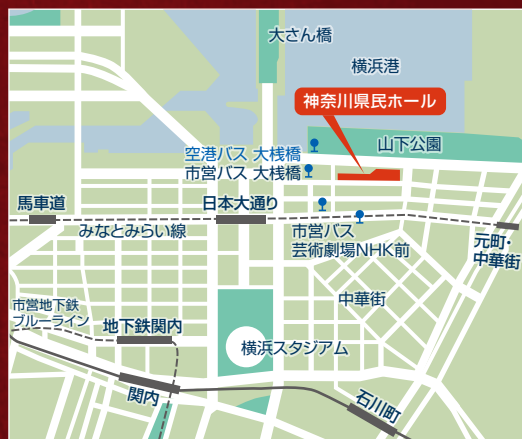 大さん橋
横浜港
神奈川県民ホール
山下公園
空港バス 大桟橋
市営バス 大桟橋
馬車道
日本大通り
みなとみらい線
市営バス
芸術劇場NHK前
元町・
中華街
中華街
市営地下鉄
ブルーライン
地下鉄関内
横浜スタジアム
関内
石川町